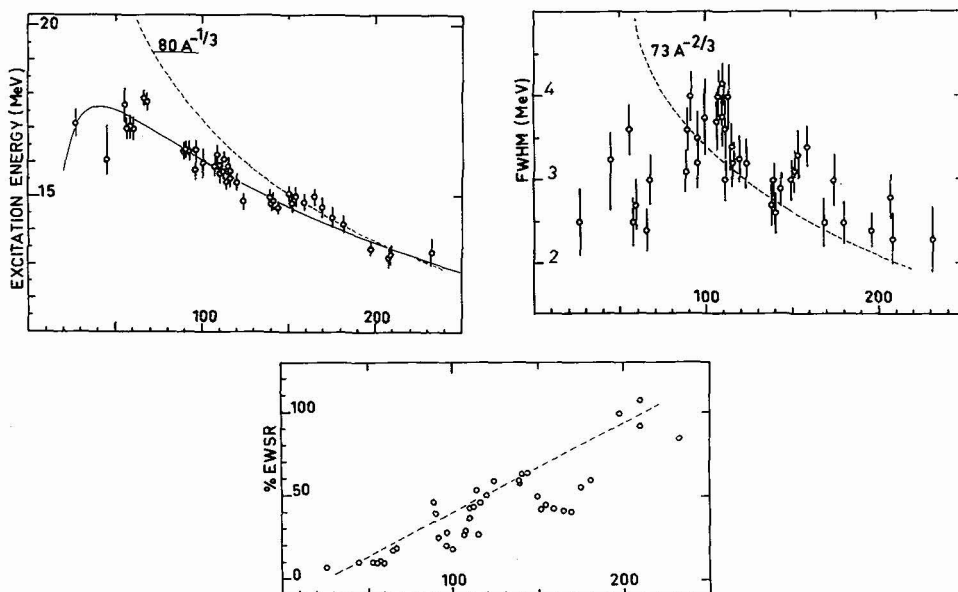 20
80 A^-1/3
EXCITATION ENERGY (MeV)
15
100
200
73 A^-2/3
FWHM (MeV)
4
3
2
100
200
% EWSR
100
50
0
100
200